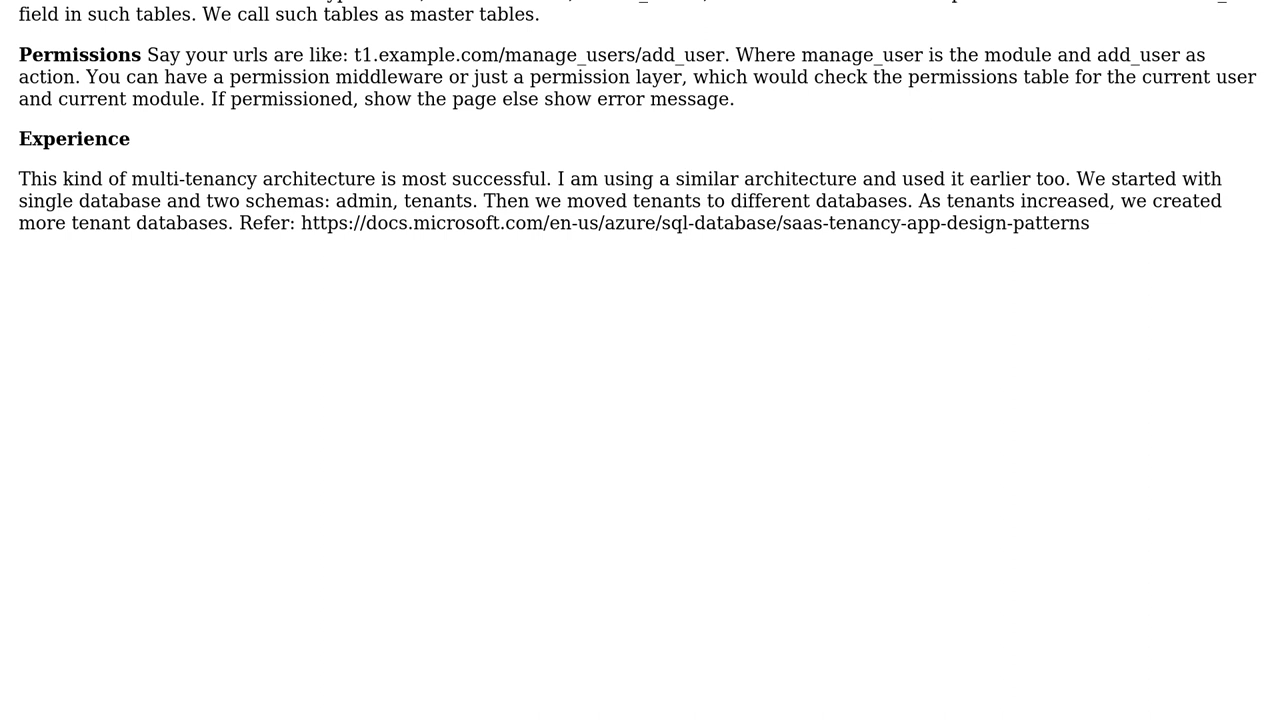 field in such tables. We call such tables as master tables.
Permissions Say your urls are like: t1.example.com/manage_users/add_user. Where manage_user is the module and add_user as
action. You can have a permission middleware or just a permission layer, which would check the permissions table for the current user
and current module. If permissioned, show the page else show error message.
Experience
This kind of multi-tenancy architecture is most successful. I am using a similar architecture and used it earlier too. We started with
single database and two schemas: admin, tenants. Then we moved tenants to different databases. As tenants increased, we created
more tenant databases. Refer: https://docs.microsoft.com/en-us/azure/sql-database/saas-tenancy-app-design-patterns